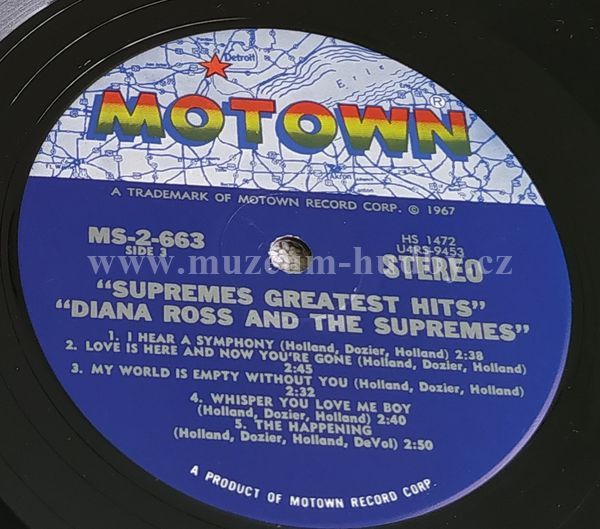 Detroit
Erie
MOTOWN®
Akron
Canton
A TRADEMARK OF MOTOWN RECORD CORP. © 1967
MS-2-663
SIDE 3
HS 1472
U4RS-9453
STEREO
www.muzeum-hudby.cz
"SUPREMES GREATEST HITS"
"DIANA ROSS AND THE SUPREMES"
1. I HEAR A SYMPHONY (Holland, Dozier, Holland) 2:38
2. LOVE IS HERE AND NOW YOU'RE GONE (Holland, Dozier, Holland)
2:45
3. MY WORLD IS EMPTY WITHOUT YOU (Holland, Dozier, Holland)
2:32
4. WHISPER YOU LOVE ME BOY
(Holland, Dozier, Holland) 2:40
5. THE HAPPENING
(Holland, Dozier, Holland, DeVol) 2:50
A PRODUCT OF MOTOWN RECORD CORP.